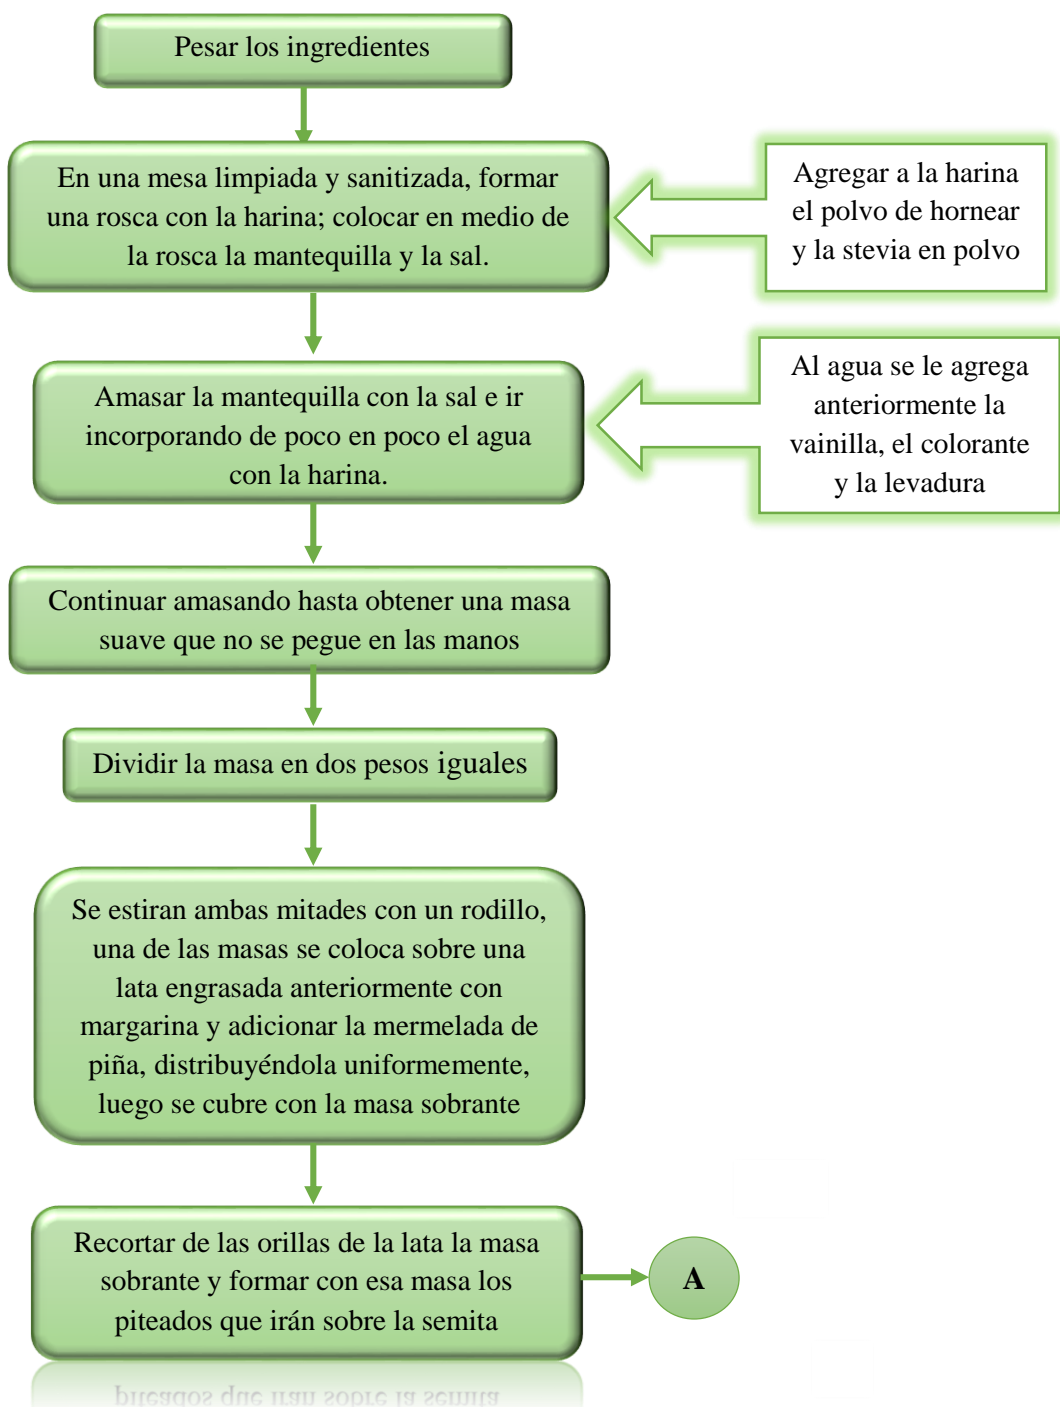 Pesar los ingredientes
En una mesa limpiada y sanitizada, formar
una rosca con la harina; colocar en medio de
la rosca la mantequilla y la sal.
Agregar a la harina
el polvo de hornear
y la stevia en polvo
Amasar la mantequilla con la sal e ir
incorporando de poco en poco el agua
con la harina.
Al agua se le agrega
anteriormente la
vainilla, el colorante
y la levadura
Continuar amasando hasta obtener una masa
suave que no se pegue en las manos
Dividir la masa en dos pesos iguales
Se estiran ambas mitades con un rodillo,
una de las masas se coloca sobre una
lata engrasada anteriormente con
margarina y adicionar la mermelada de
piña, distribuyéndola uniformemente,
luego se cubre con la masa sobrante
Recortar de las orillas de la lata la masa
sobrante y formar con esa masa los
piteados que irán sobre la semita
A